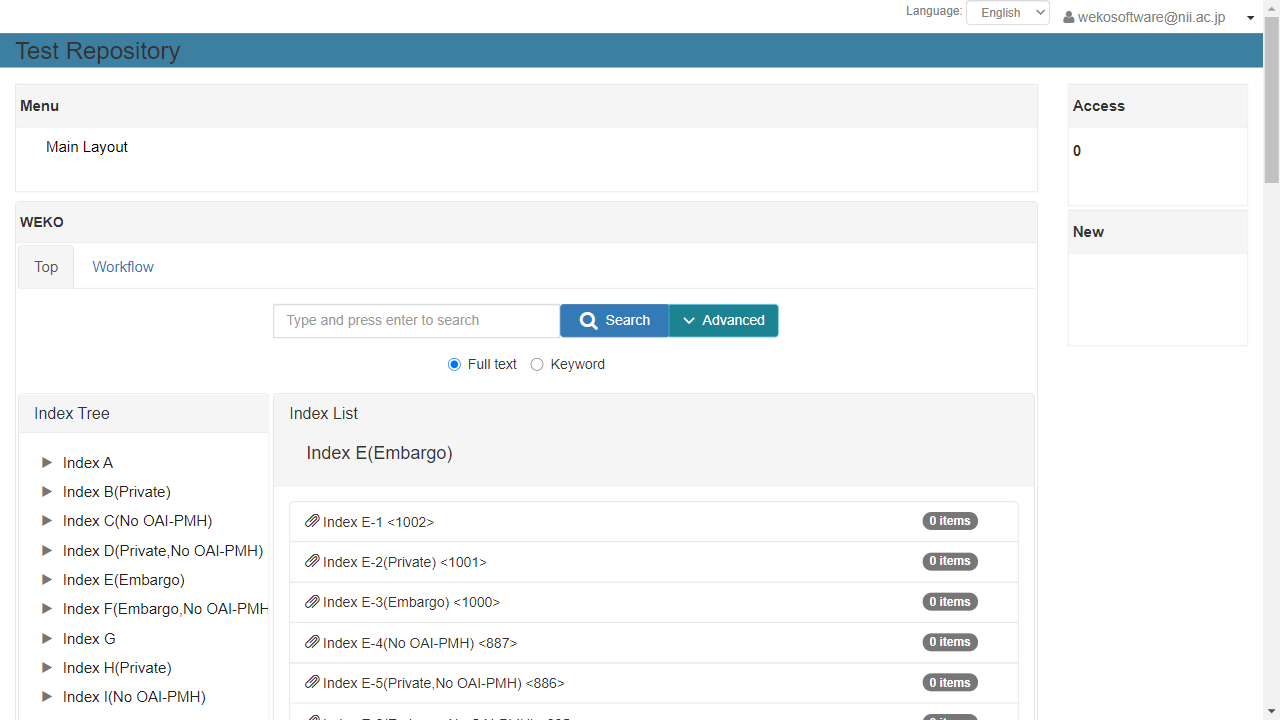 Language: English wekosoftware@nii.ac.jp
Test Repository
Menu
Main Layout
Access
0
New
WEKO
Top Workflow
Type and press enter to search Search Advanced
Full text Keyword
Index Tree
Index A
Index B(Private)
Index C(No OAI-PMH)
Index D(Private,No OAI-PMH)
Index E(Embargo)
Index F(Embargo,No OAI-PMH
Index G
Index H(Private)
Index I(No OAI-PMH)
Index List
Index E(Embargo)
Index E-1 <1002> 0 items
Index E-2(Private) <1001> 0 items
Index E-3(Embargo) <1000> 0 items
Index E-4(No OAI-PMH) <887> 0 items
Index E-5(Private,No OAI-PMH) <886> 0 items